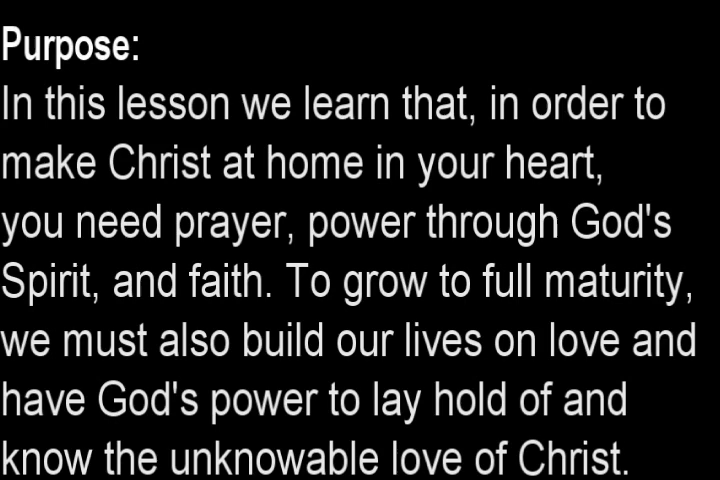 Purpose:
In this lesson we learn that, in order to
make Christ at home in your heart,
you need prayer, power through God's
Spirit, and faith. To grow to full maturity,
we must also build our lives on love and
have God's power to lay hold of and
know the unknowable love of Christ.